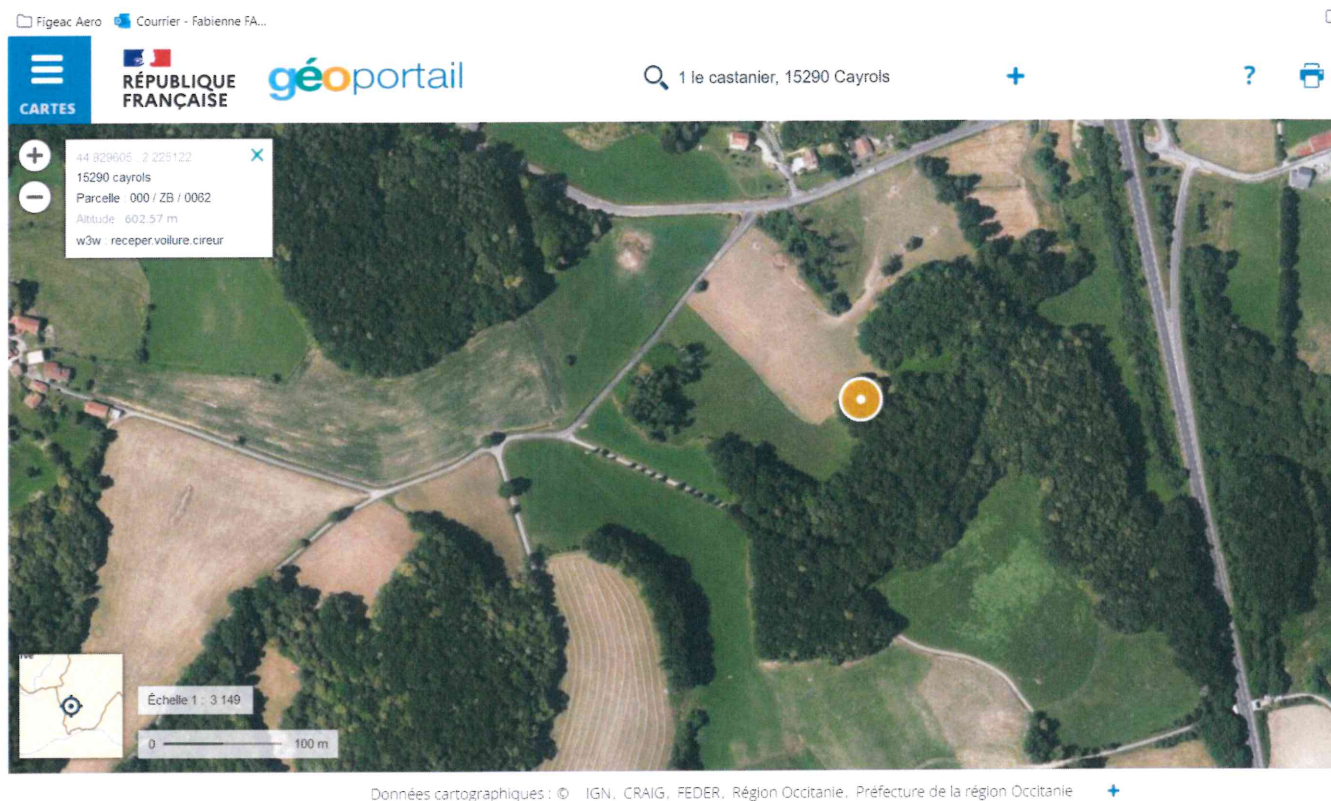 Figeac Aero Courrier - Fabienne FA...
CARTES
RÉPUBLIQUE
FRANÇAISE
géoportail
1 le castanier, 15290 Cayrols
+
?
44.929605 , 2.225122
15290 cayrols
Parcelle 000 / ZB / 0062
Altitude 602.57 m
w3w : receper.voilure.cireur
Échelle 1 : 3 149
0 100 m
Données cartographiques : © IGN, CRAIG, FEDER, Région Occitanie, Préfecture de la région Occitanie +